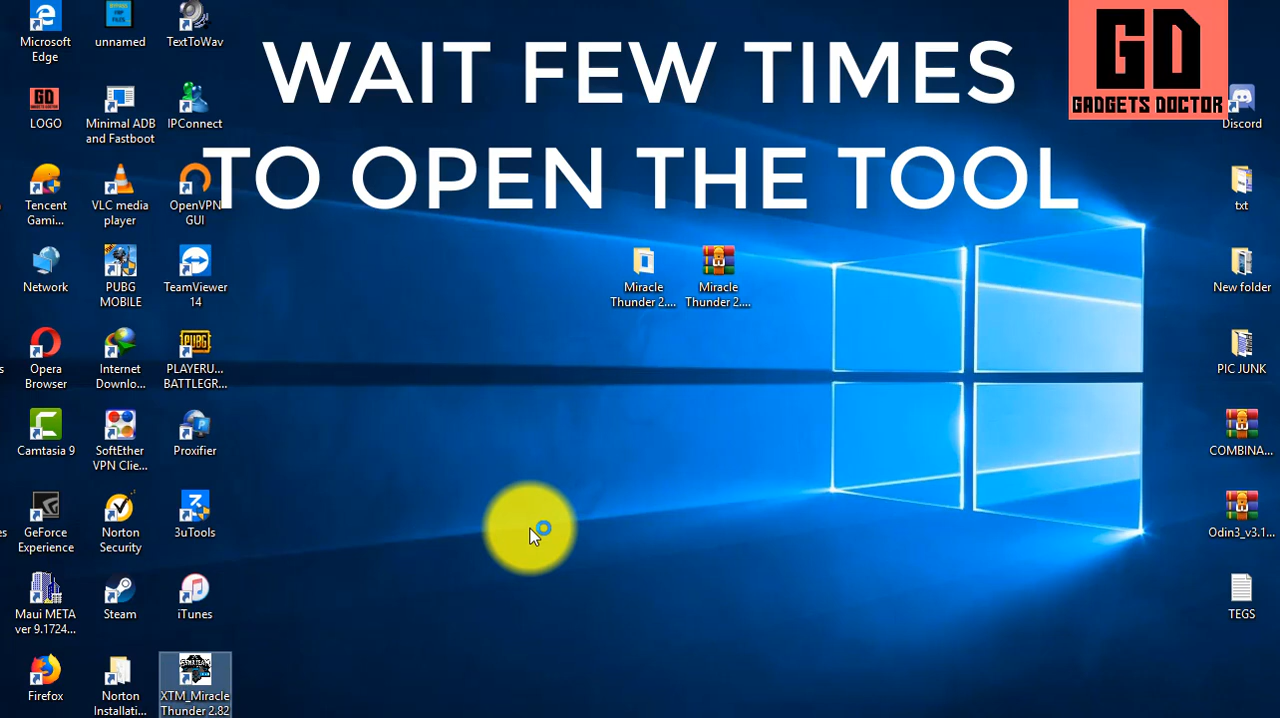 WAIT FEW TIMES
TO OPEN THE TOOL
GD
GADGETS DOCTOR
Microsoft
Edge
unnamed
TextToWav
GD
LOGO
Minimal ADB
and Fastboot
IPConnect
Discord
Tencent
Gami...
VLC media
player
OpenVPN
GUI
txt
Network
PUBG
MOBILE
TeamViewer
14
Miracle
Thunder 2....
Miracle
Thunder 2....
New folder
Opera
Browser
Internet
Downlo...
PUBG
PLAYERU...
BATTLEGR...
PIC JUNK
Camtasia 9
SoftEther
VPN Clie...
Proxifier
COMBINA...
GeForce
Experience
Norton
Security
3uTools
Odin3_v3.1...
Maui META
ver 9.1724...
Steam
iTunes
TEGS
Firefox
Norton
Installati...
XTM_Miracle
Thunder 2.82